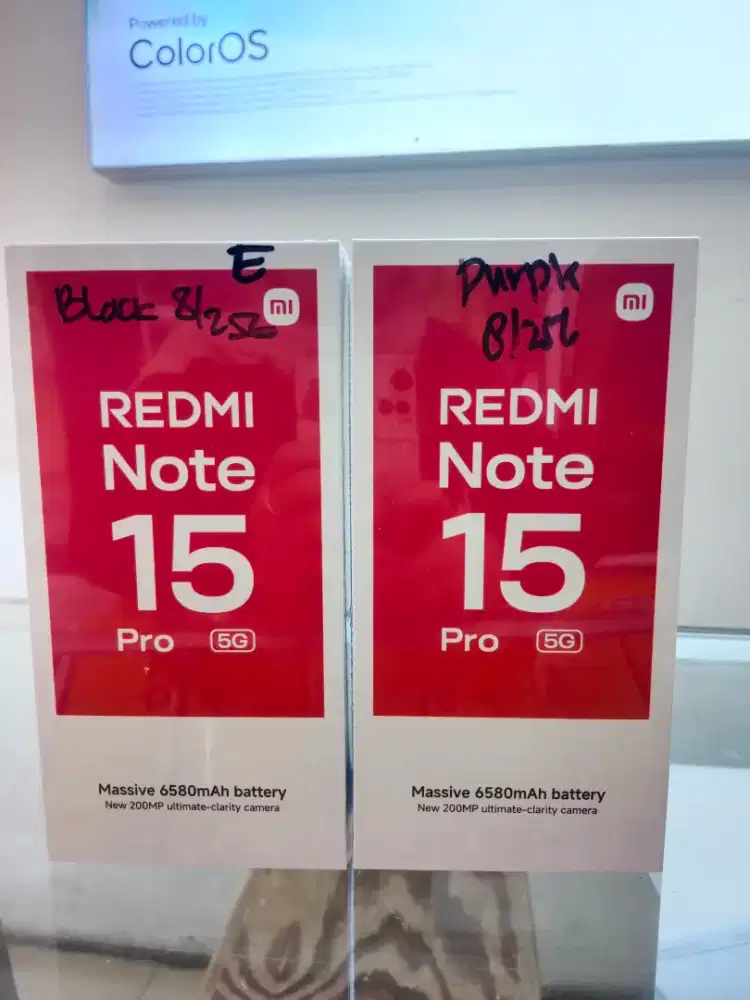 Powered by
ColorOS
E
Black 8/256
mi
REDMI
Note
15
Pro 5G
Massive 6580mAh battery
New 200MP ultimate-clarity camera
Purple
8/256
mi
REDMI
Note
15
Pro 5G
Massive 6580mAh battery
New 200MP ultimate-clarity camera